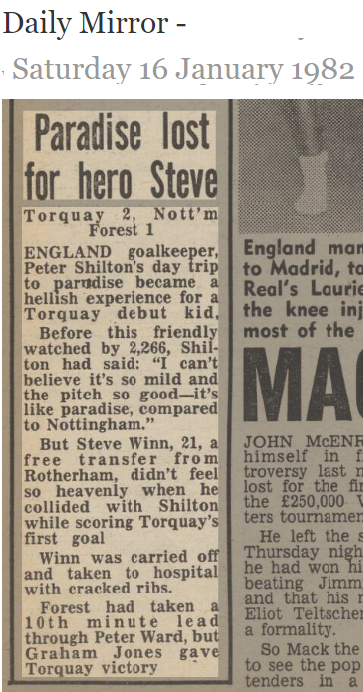 Daily Mirror -
Saturday 16 January 1982
Paradise lost
for hero Steve
Torquay 2, Nott'm
Forest 1
ENGLAND goalkeeper,
Peter Shilton's day trip
to paradise became a
hellish experience for a
Torquay debut kid.
Before this friendly
watched by 2,266, Shil-
ton had said: "I can't
believe it's so mild and
the pitch so good—it's
like paradise, compared
to Nottingham."
But Steve Winn, 21, a
free transfer from
Rotherham, didn't feel
so heavenly when he
collided with Shilton
while scoring Torquay's
first goal
Winn was carried off
and taken to hospital
with cracked ribs.
Forest had taken a
10th minute lead
through Peter Ward, but
Graham Jones gave
Torquay victory
England man
to Madrid, ta
Real's Laurie
the knee inj
most of the
MA
JOHN McENR
himself in f
troversy last n
lost for the fir
the £250,000
ters tournamen
He left the s
Thursday nigh
he had won hi
beating Jimm
and that his r
Eliot Teltscher
a formality.
So Mack the
to see the pop
tenders in a